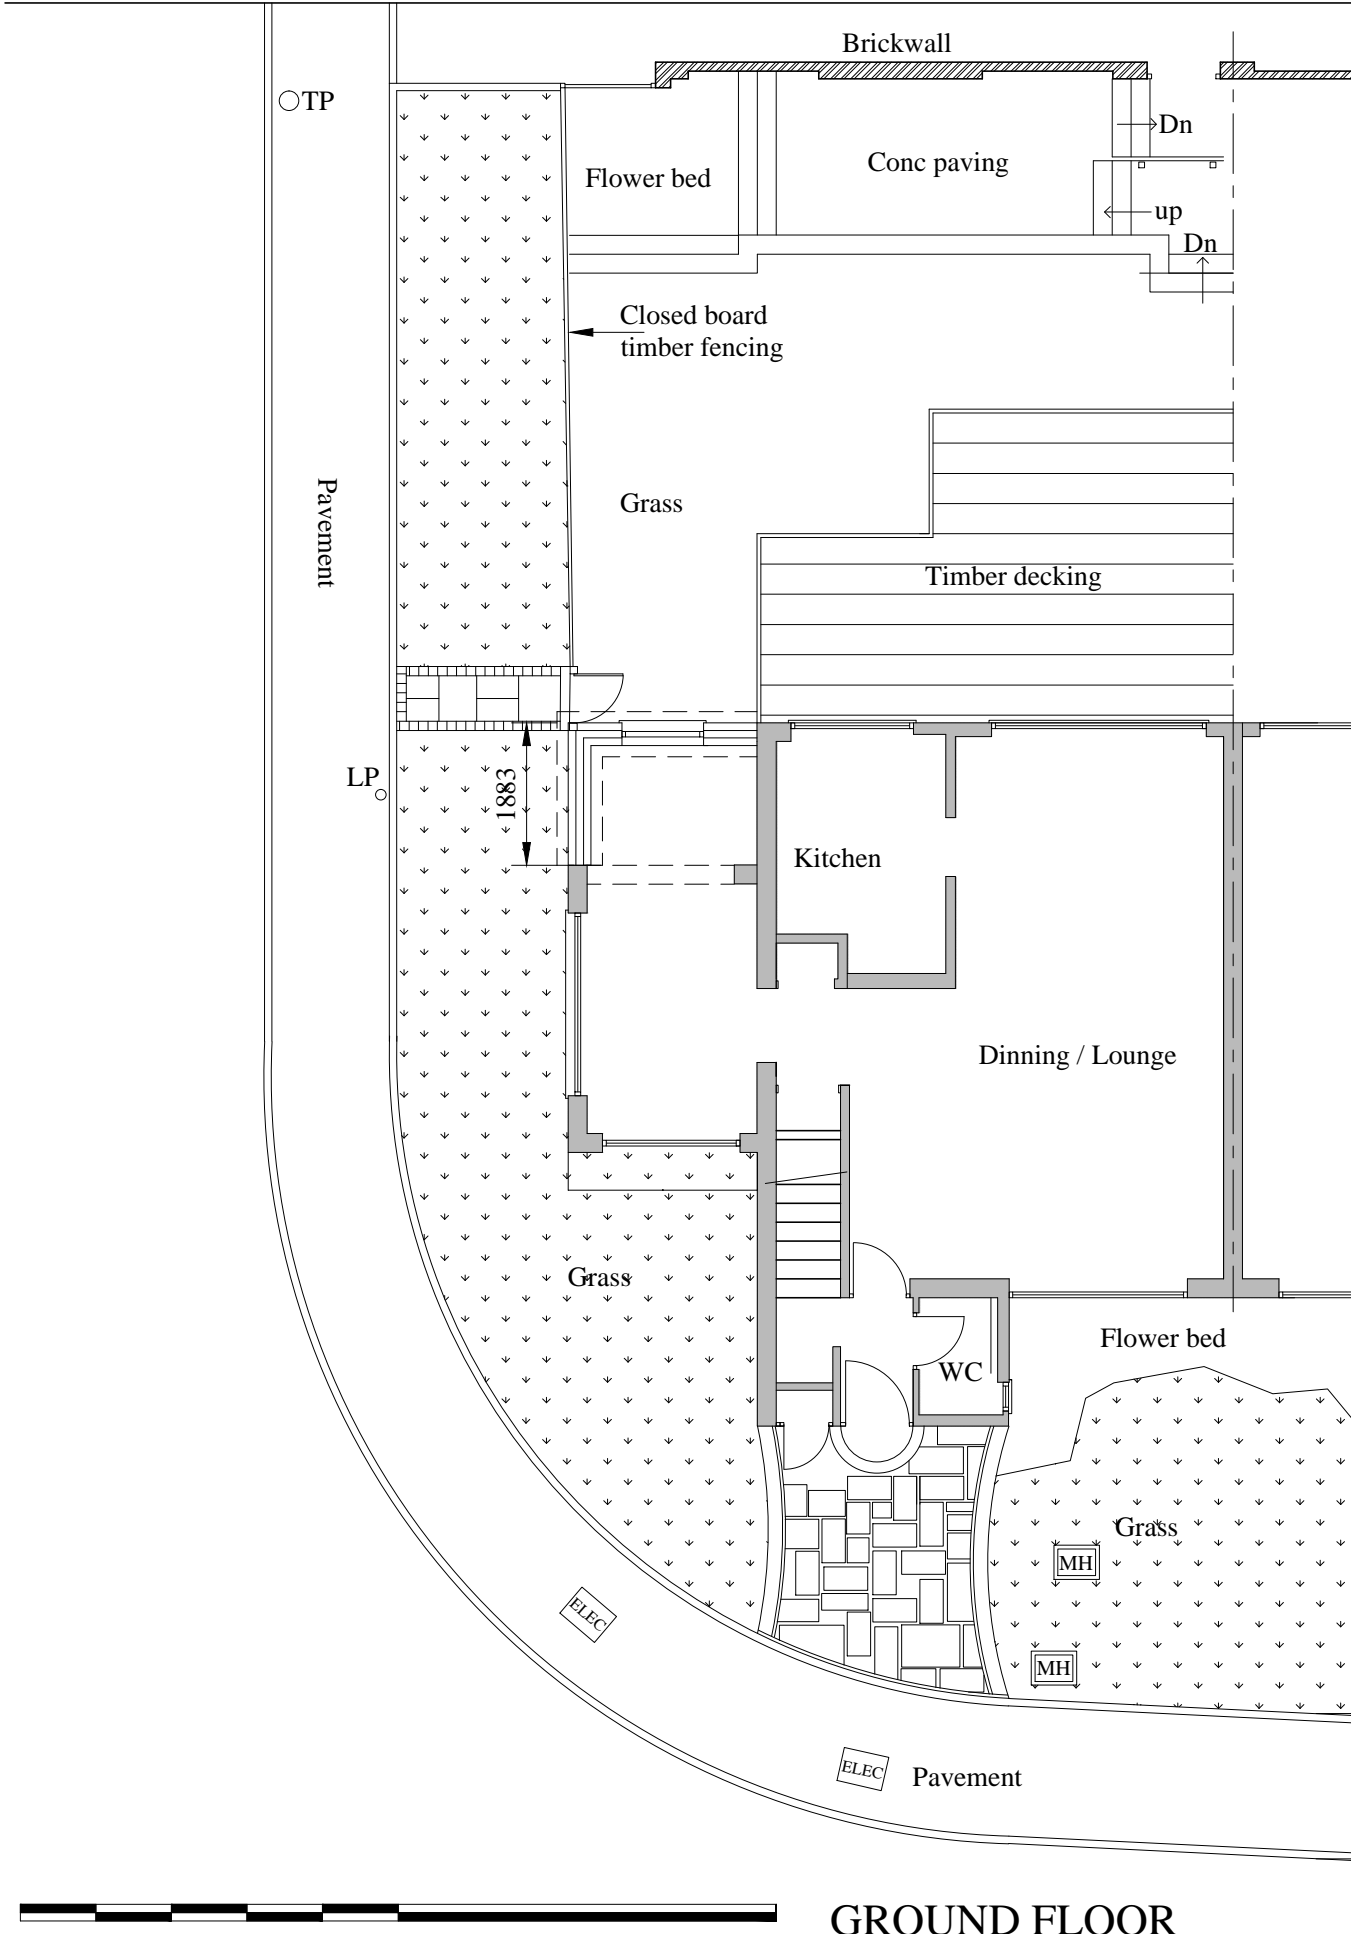 Brickwall
TP
Dn
Conc paving
Flower bed
up
Dn
Closed board
timber fencing
Pavement
Grass
Timber decking
LP
1883
Kitchen
Dinning / Lounge
Grass
Flower bed
WC
Grass
MH
ELEC
MH
ELEC
Pavement
GROUND FLOOR